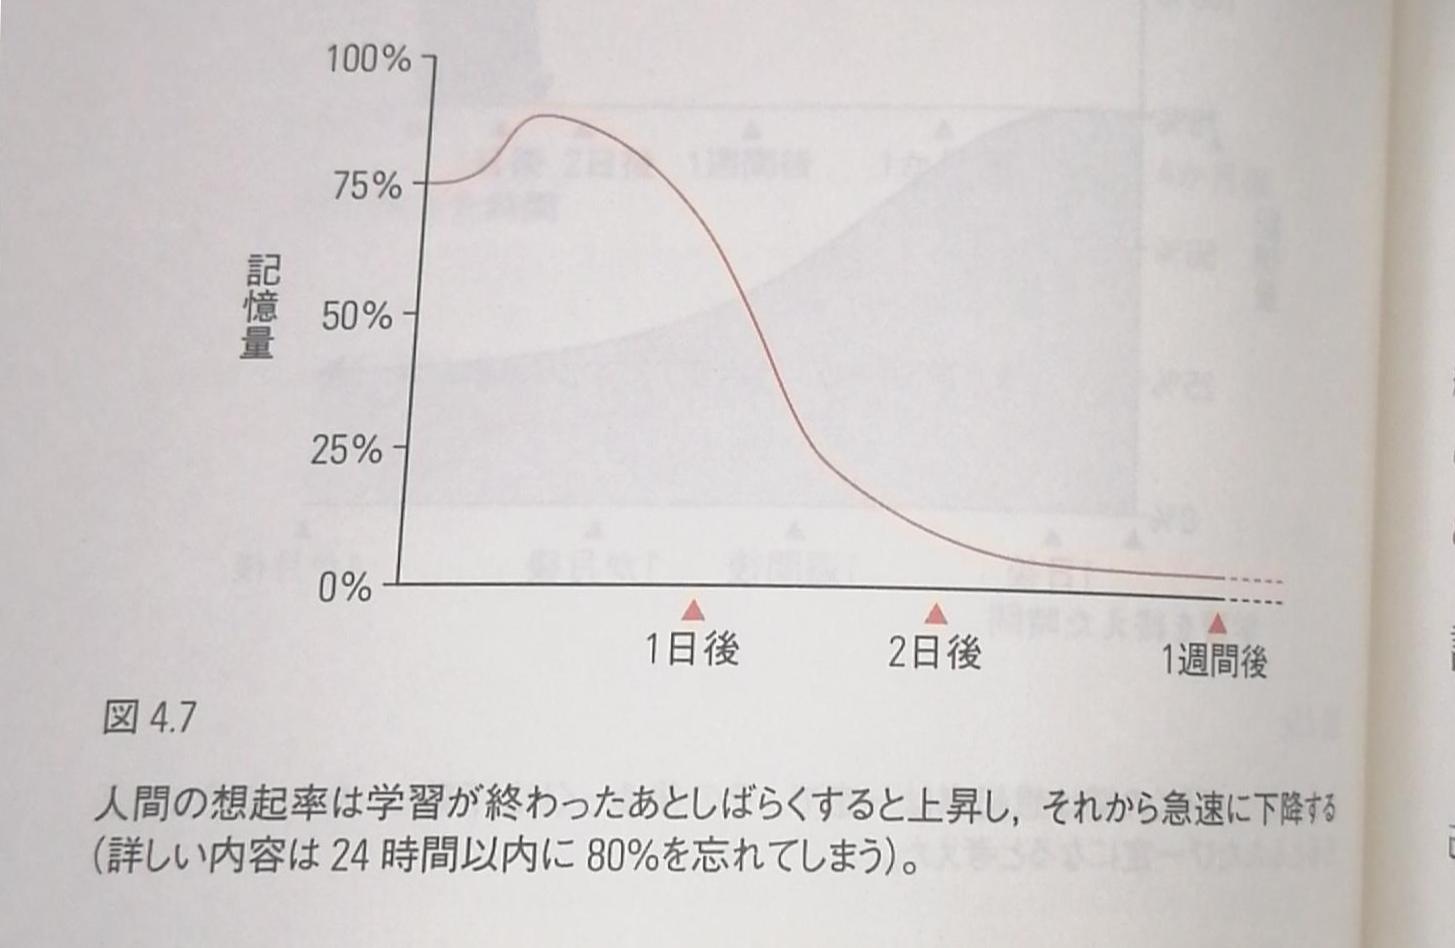 100%
75%
50%
25%
0%
記憶量
1日後
2日後
1週間後
図 4.7
人間の想起率は学習が終わったあとしばらくすると上昇し，それから急速に下降する
(詳しい内容は 24 時間以内に 80%を忘れてしまう)。